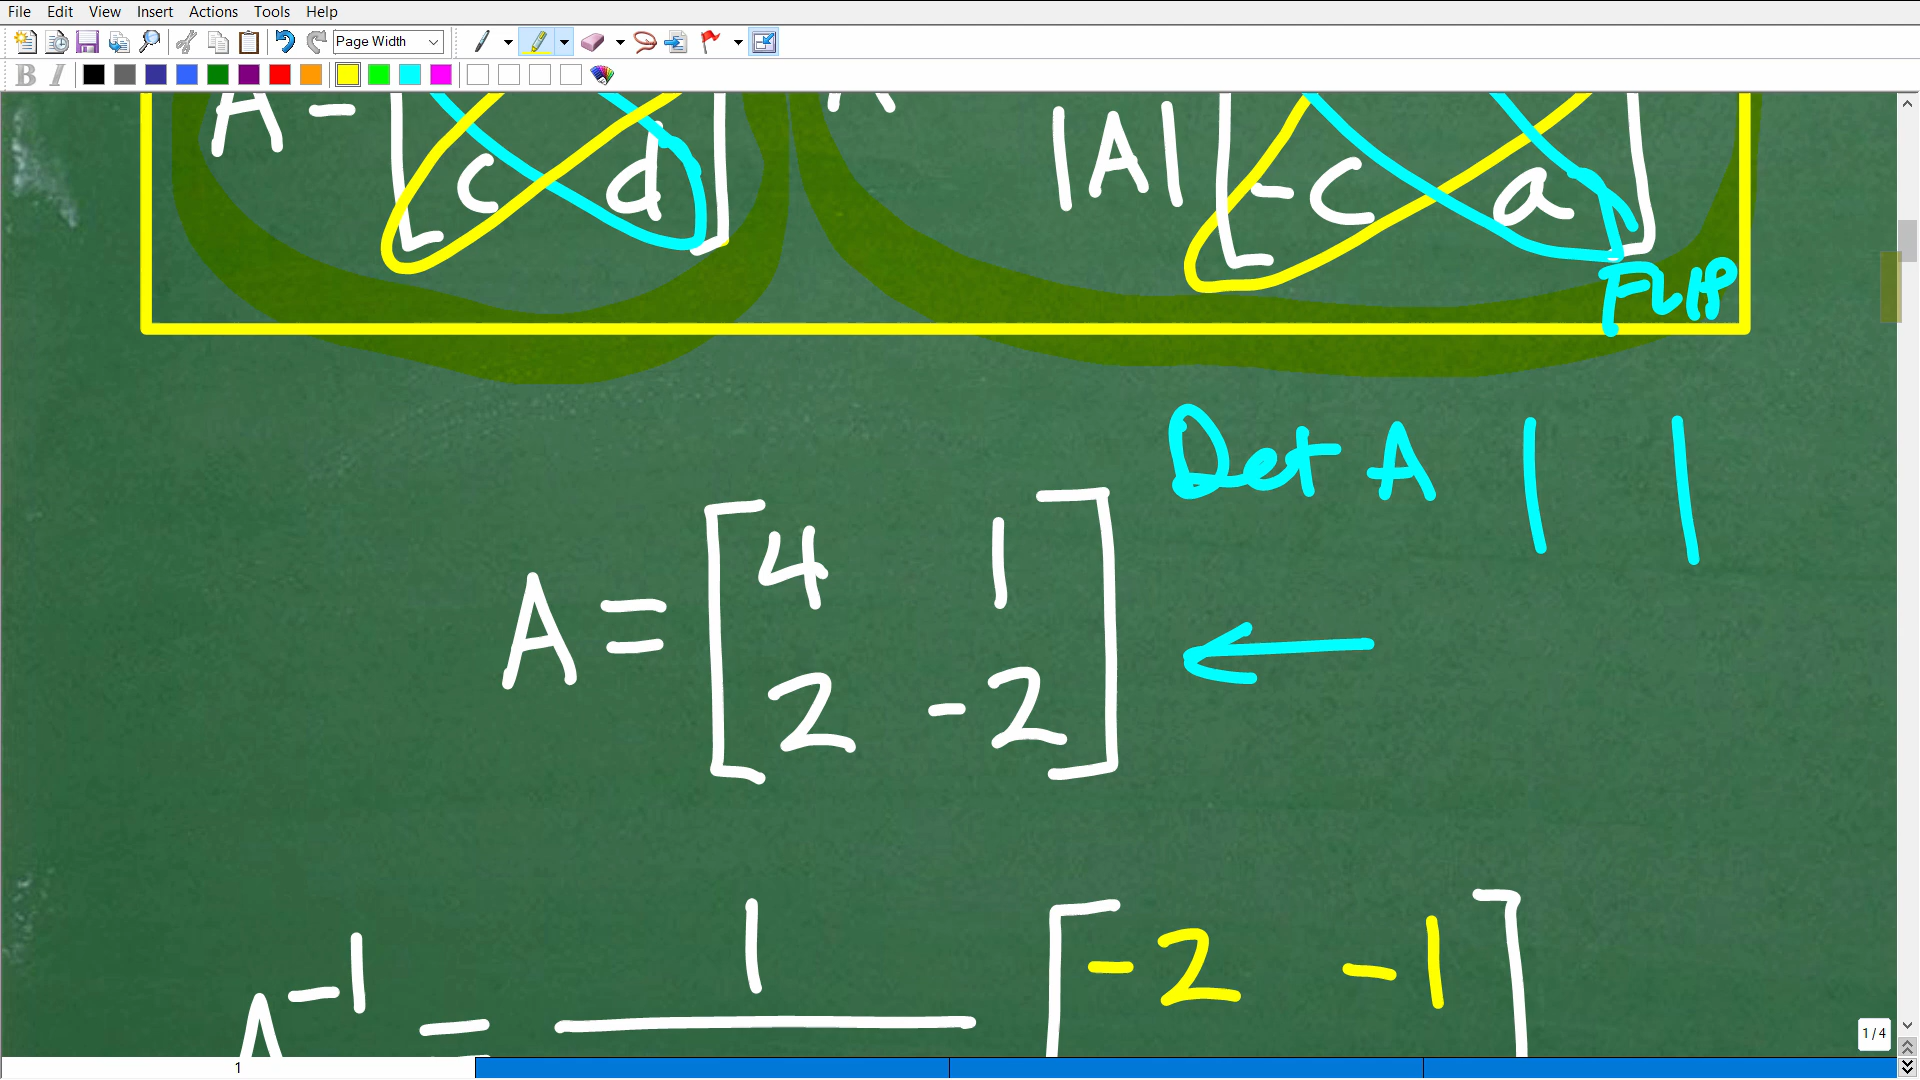 File Edit View Insert Actions Tools Help
Page Width
B I
A =
c d
|A|
-c a
FLIP
Det A | |
A = [ 4 1
2 -2 ]
A⁻¹ = 1 [ -2 -1 ]
1 / 4
1